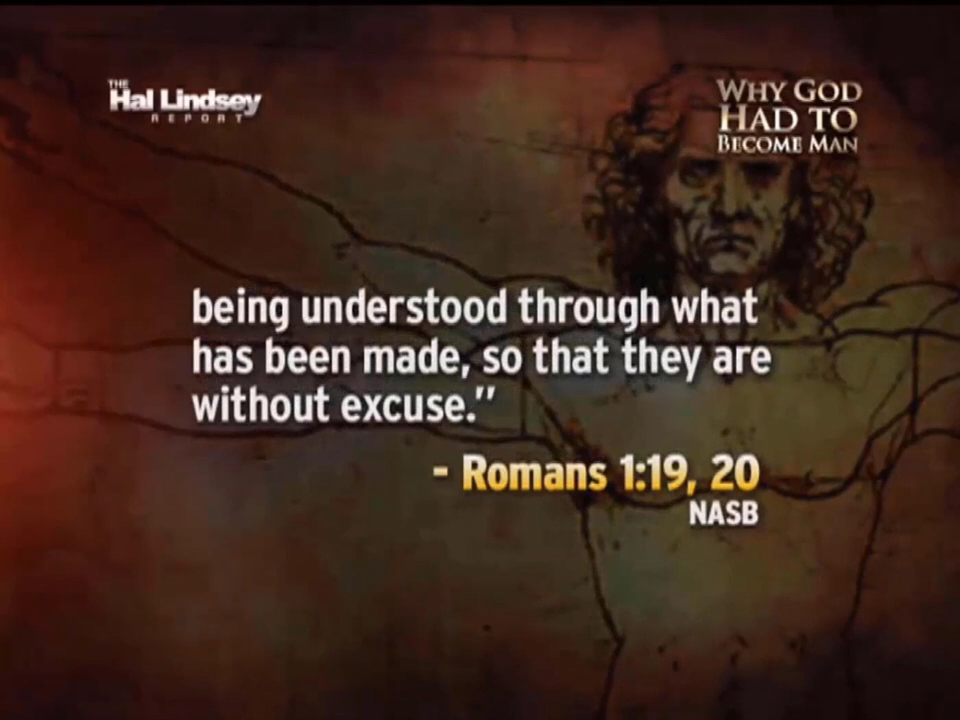 THE
Hal Lindsey
REPORT
WHY GOD
HAD TO
BECOME MAN
being understood through what
has been made, so that they are
without excuse."
- Romans 1:19, 20
NASB